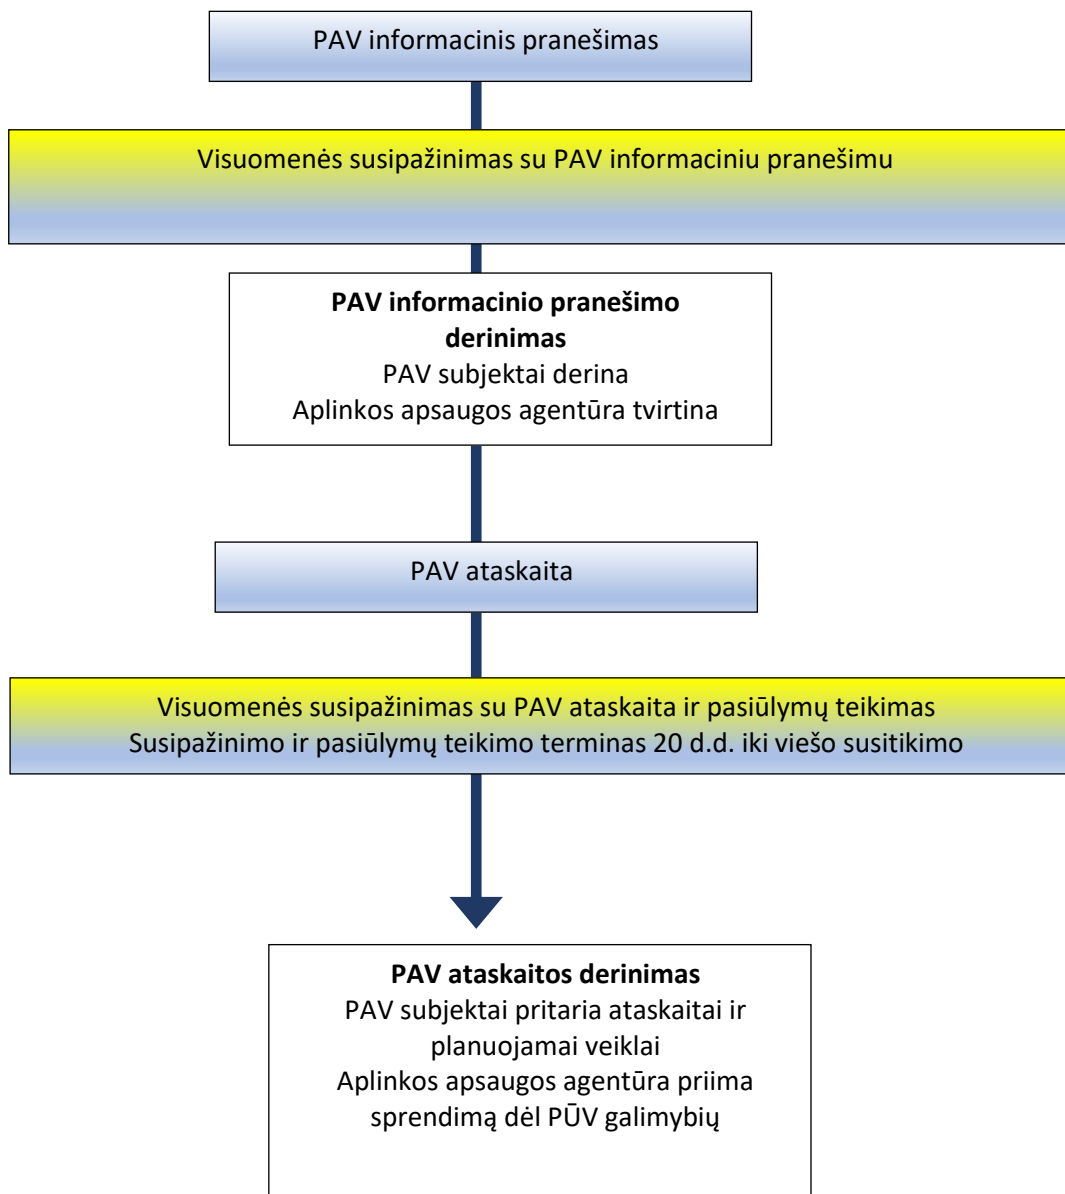 PAV informacinis pranešimas
Visuomenės susipažinimas su PAV informaciniu pranešimu
PAV informacinio pranešimo
derinimas
PAV subjektai derina
Aplinkos apsaugos agentūra tvirtina
PAV ataskaita
Visuomenės susipažinimas su PAV ataskaita ir pasiūlymų teikimas
Susipažinimo ir pasiūlymų teikimo terminas 20 d.d. iki viešo susitikimo
PAV ataskaitos derinimas
PAV subjektai pritaria ataskaitai ir
planuojamai veiklai
Aplinkos apsaugos agentūra priima
sprendimą dėl PŪV galimybių